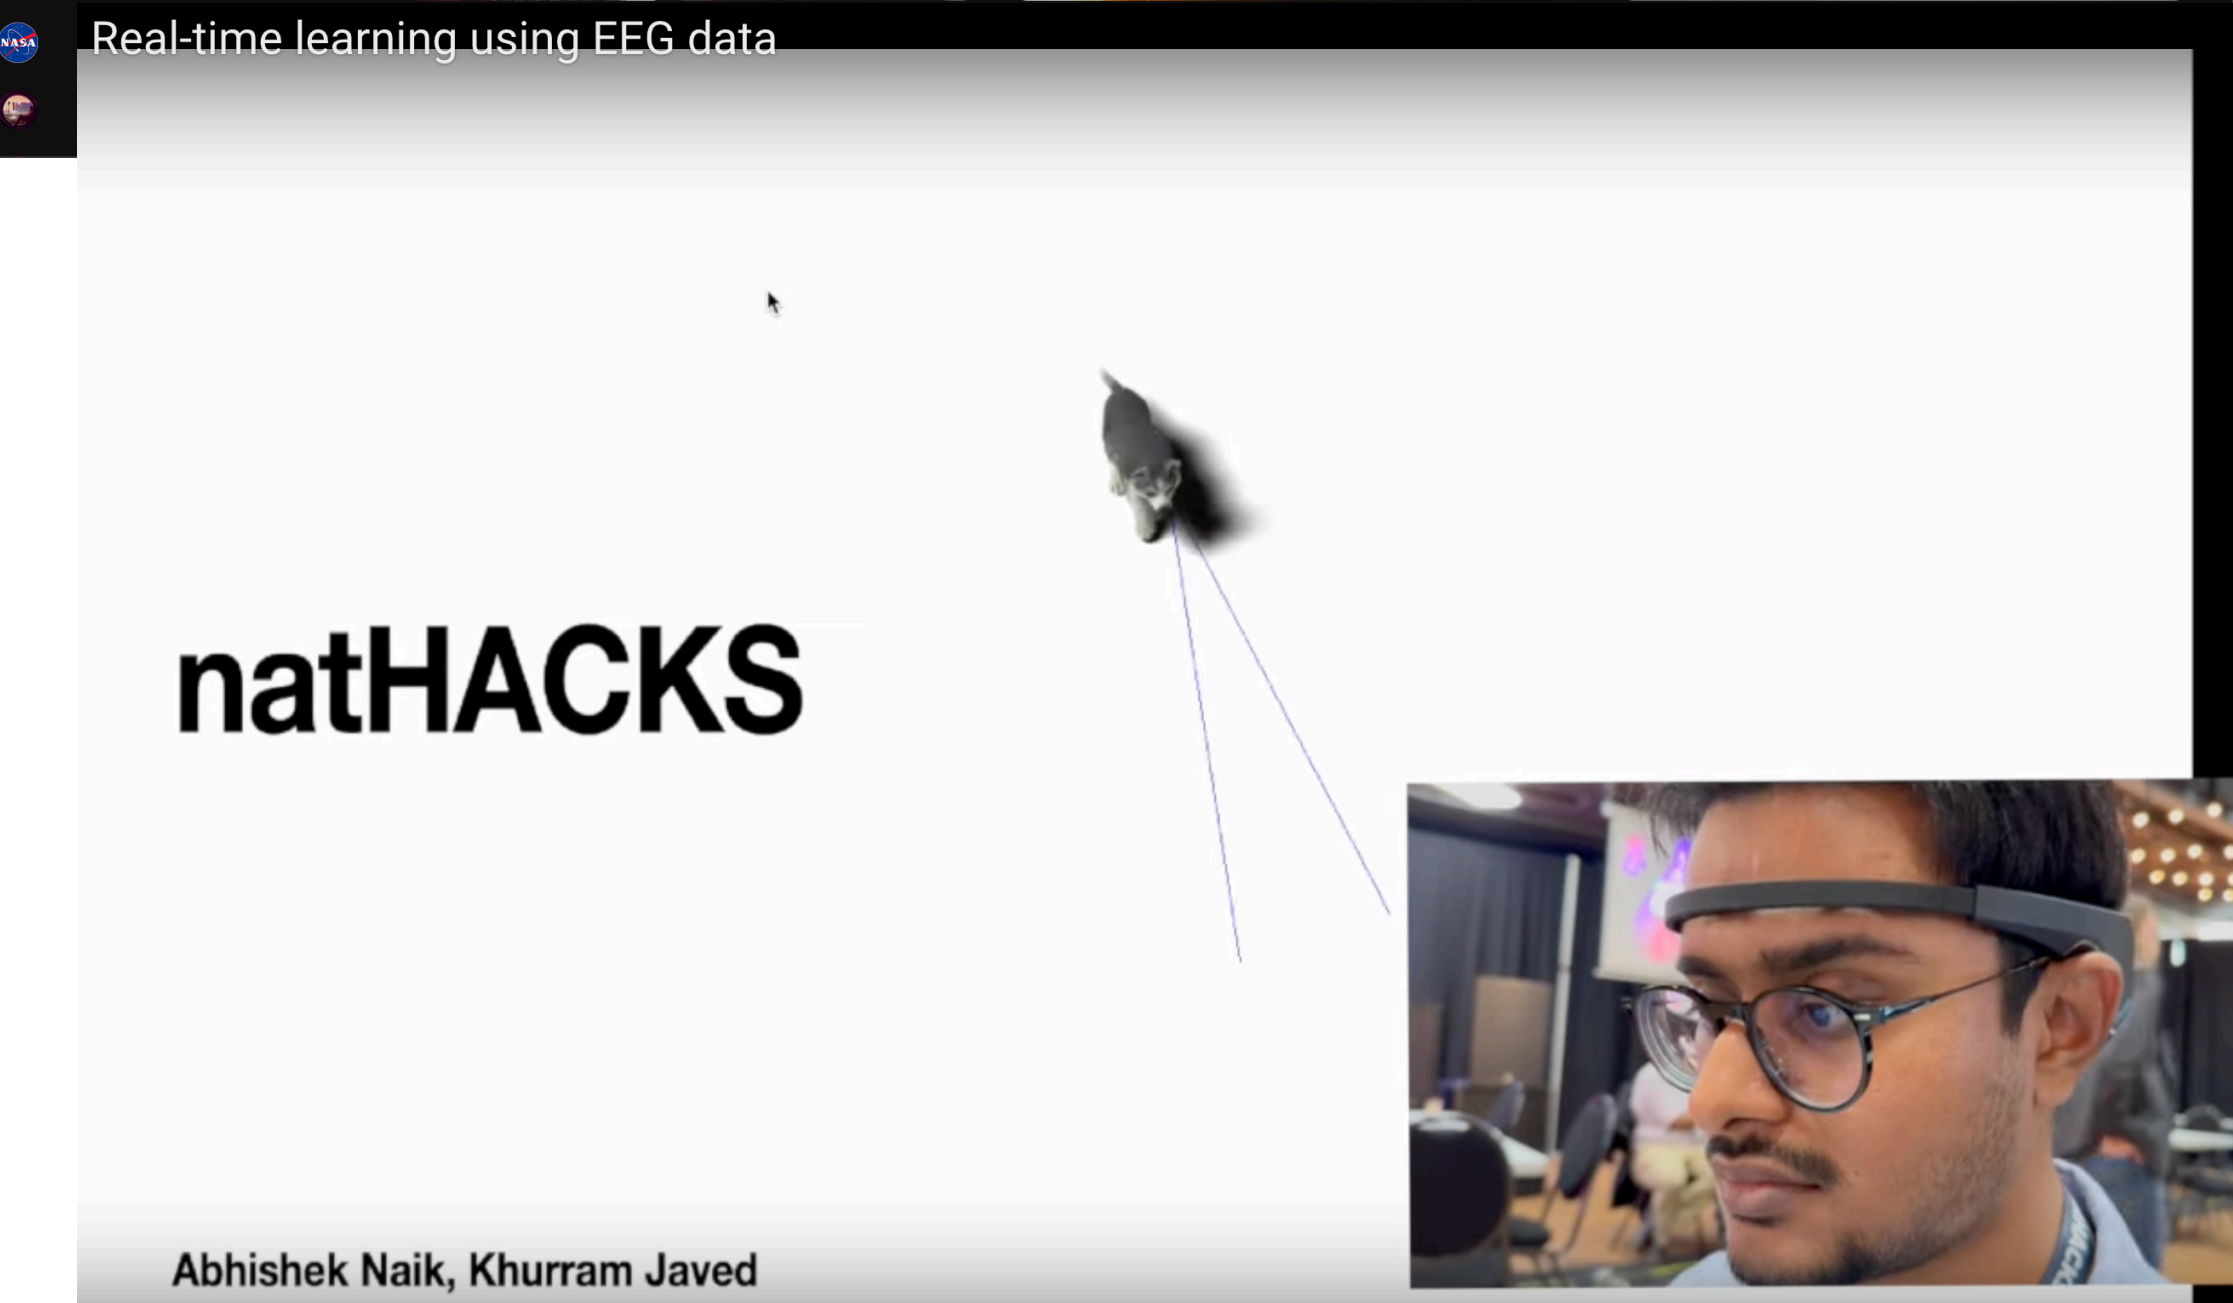 Real-time learning using EEG data
NASA
natHACKS
Abhishek Naik, Khurram Javed